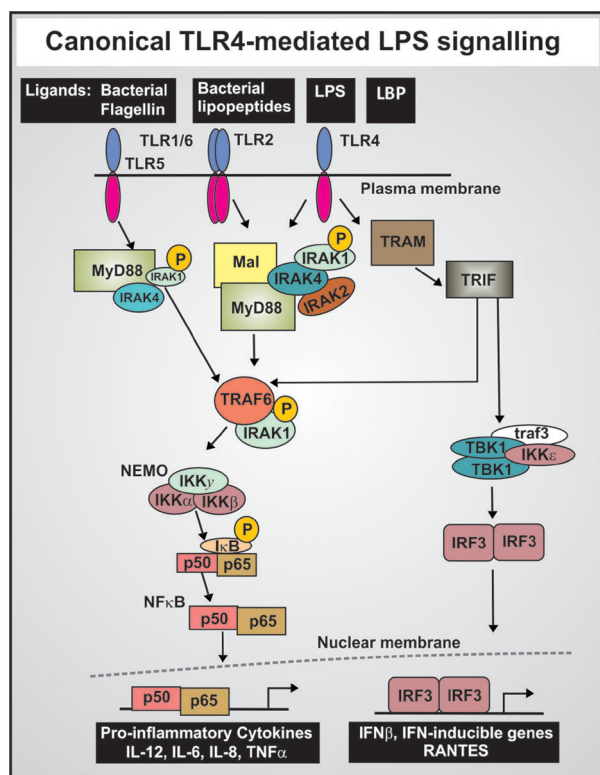 Canonical TLR4-mediated LPS signalling
Ligands: Bacterial
Flagellin
Bacterial
lipopeptides
LPS
LBP
TLR1/6
TLR5
TLR2
TLR4
Plasma membrane
MyD88
IRAK4
IRAK1
P
Mal
MyD88
IRAK4
IRAK1
P
IRAK2
TRAM
TRIF
TRAF6
P
IRAK1
traf3
TBK1
IKKε
TBK1
NEMO
IKKγ
IKKα
IKKβ
P
IκB
p50
p65
IRF3
IRF3
NFκB
p50
p65
Nuclear membrane
p50
p65
IRF3
IRF3
Pro-inflammatory Cytokines
IL-12, IL-6, IL-8, TNFα
IFNβ, IFN-inducible genes
RANTES